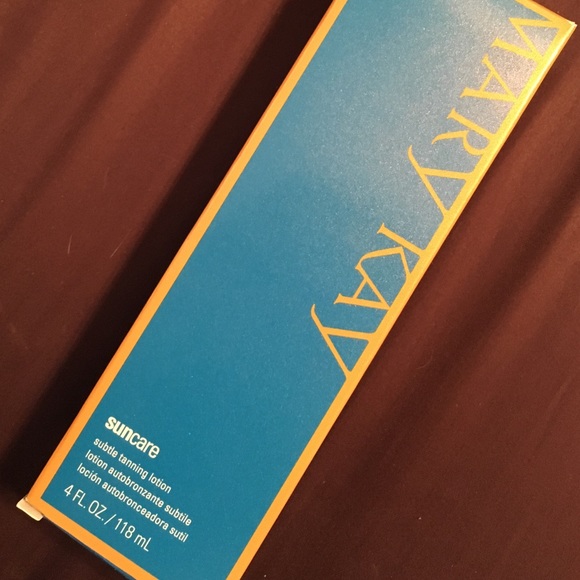 MARY KAY
suncare
subtle tanning lotion
lotion autobronzante subtile
loción autobronceadora sutil
4 FL. OZ. / 118 mL